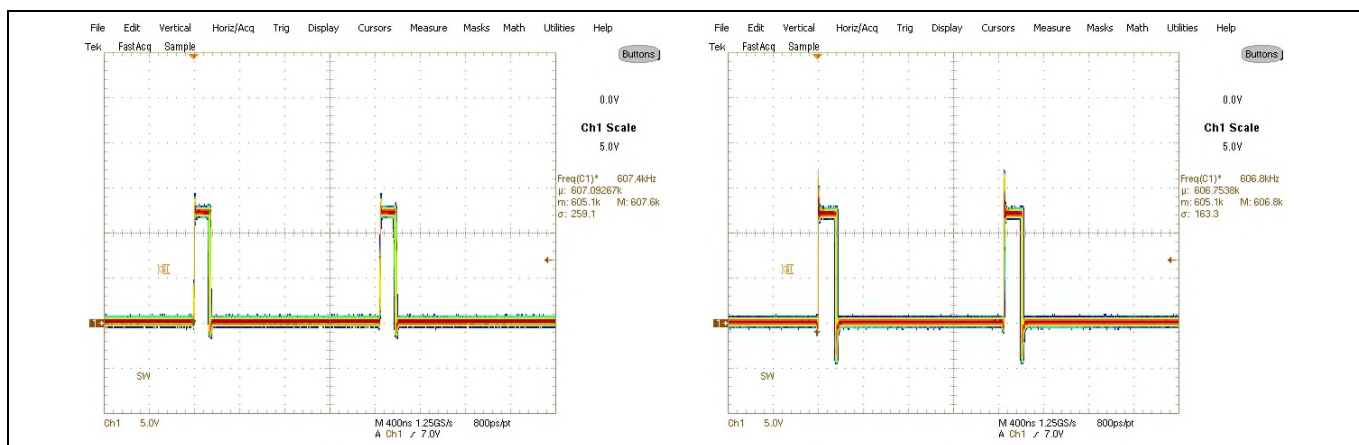 File Edit Vertical Horiz/Acq Trig Display Cursors Measure Masks Math Utilities Help
Tek FastAcq Sample
Buttons
0.0V
Ch1 Scale
5.0V
Freq(C1)* 607.4kHz
µ: 607.09267k
m: 605.1k M: 607.6k
σ: 259.1
SW
Ch1 5.0V
M 400ns 1.25GS/s 800ps/pt
A Ch1 / 7.0V
File Edit Vertical Horiz/Acq Trig Display Cursors Measure Masks Math Utilities Help
Tek FastAcq Sample
Buttons
0.0V
Ch1 Scale
5.0V
Freq(C1)* 606.8kHz
µ: 606.7538k
m: 605.1k M: 606.8k
σ: 163.3
SW
Ch1 5.0V
M 400ns 1.25GS/s 800ps/pt
A Ch1 / 7.0V